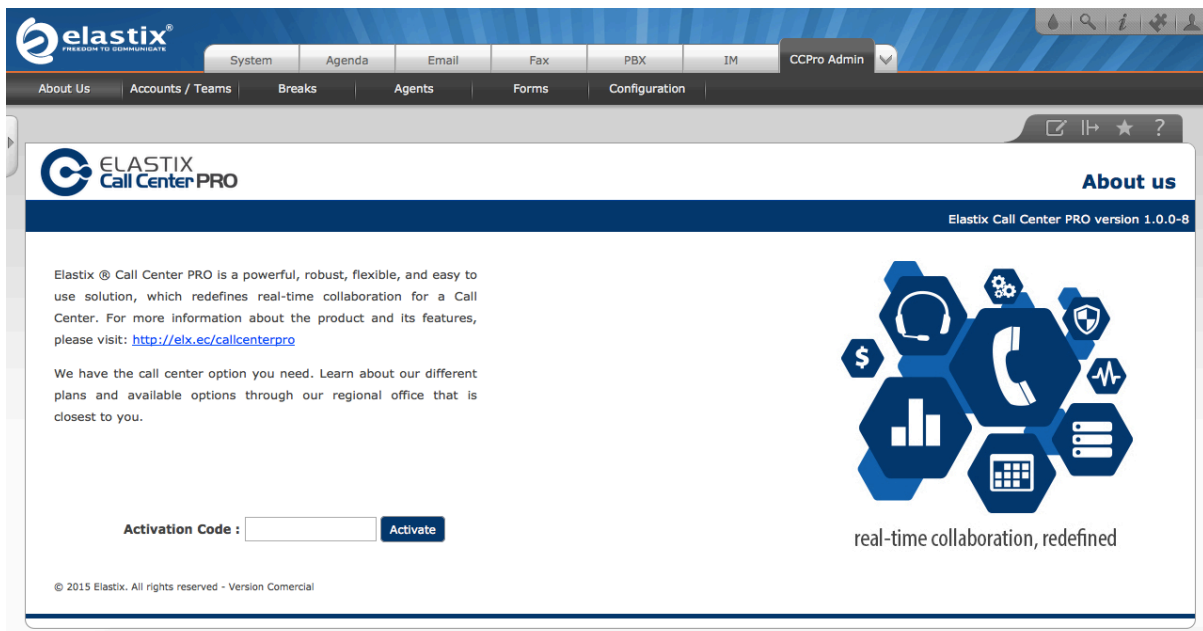 elastix®
FREEDOM TO COMMUNICATE
System Agenda Email Fax PBX IM CCPro Admin
About Us Accounts / Teams Breaks Agents Forms Configuration
ELASTIX
Call Center PRO
About us
Elastix Call Center PRO version 1.0.0-8
Elastix ® Call Center PRO is a powerful, robust, flexible, and easy to
use solution, which redefines real-time collaboration for a Call
Center. For more information about the product and its features,
please visit: http://elx.ec/callcenterpro
We have the call center option you need. Learn about our different
plans and available options through our regional office that is
closest to you.
Activation Code :
Activate
$
real-time collaboration, redefined
© 2015 Elastix. All rights reserved - Version Comercial